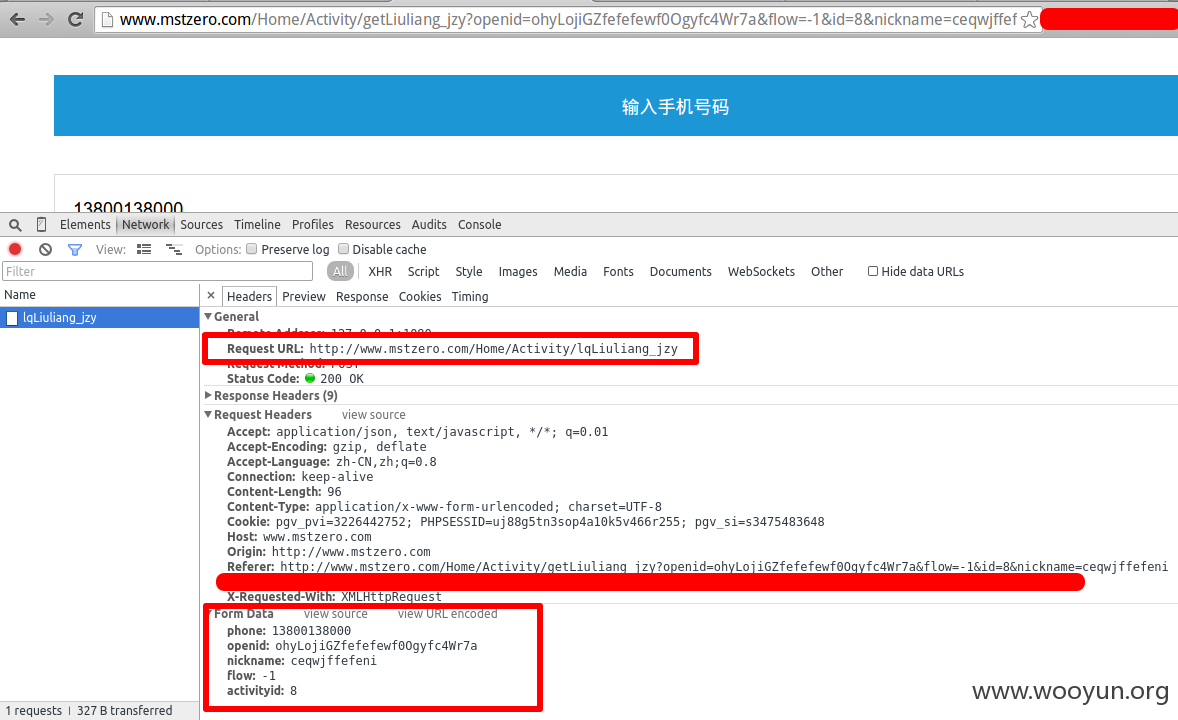 www.mstzero.com/Home/Activity/getLiuliang_jzy?openid=ohyLojiGZfefefewf0Ogyfc4Wr7a&flow=-1&id=8&nickname=ceqwjffef
输入手机号码
13800138000
Elements Network Sources Timeline Profiles Resources Audits Console
View: Options: Preserve log Disable cache
Filter All XHR Script Style Images Media Fonts Documents WebSockets Other Hide data URLs
Name × Headers Preview Response Cookies Timing
lqLiuliang_jzy
General
Remote Address: 127.0.0.1:1080
Request URL: http://www.mstzero.com/Home/Activity/lqLiuliang_jzy
Request Method: POST
Status Code: 200 OK
Response Headers (9)
Request Headers view source
Accept: application/json, text/javascript, */*; q=0.01
Accept-Encoding: gzip, deflate
Accept-Language: zh-CN,zh;q=0.8
Connection: keep-alive
Content-Length: 96
Content-Type: application/x-www-form-urlencoded; charset=UTF-8
Cookie: pgv_pvi=3226442752; PHPSESSID=uj88g5tn3sop4a10k5v466r255; pgv_si=s3475483648
Host: www.mstzero.com
Origin: http://www.mstzero.com
Referer: http://www.mstzero.com/Home/Activity/getLiuliang_jzy?openid=ohyLojiGZfefefewf0Ogyfc4Wr7a&flow=-1&id=8&nickname=ceqwjffefeni
X-Requested-With: XMLHttpRequest
Form Data view source view URL encoded
phone: 13800138000
openid: ohyLojiGZfefefewf0Ogyfc4Wr7a
nickname: ceqwjffefeni
flow: -1
activityid: 8
www.wooyun.org
1 requests | 327 B transferred